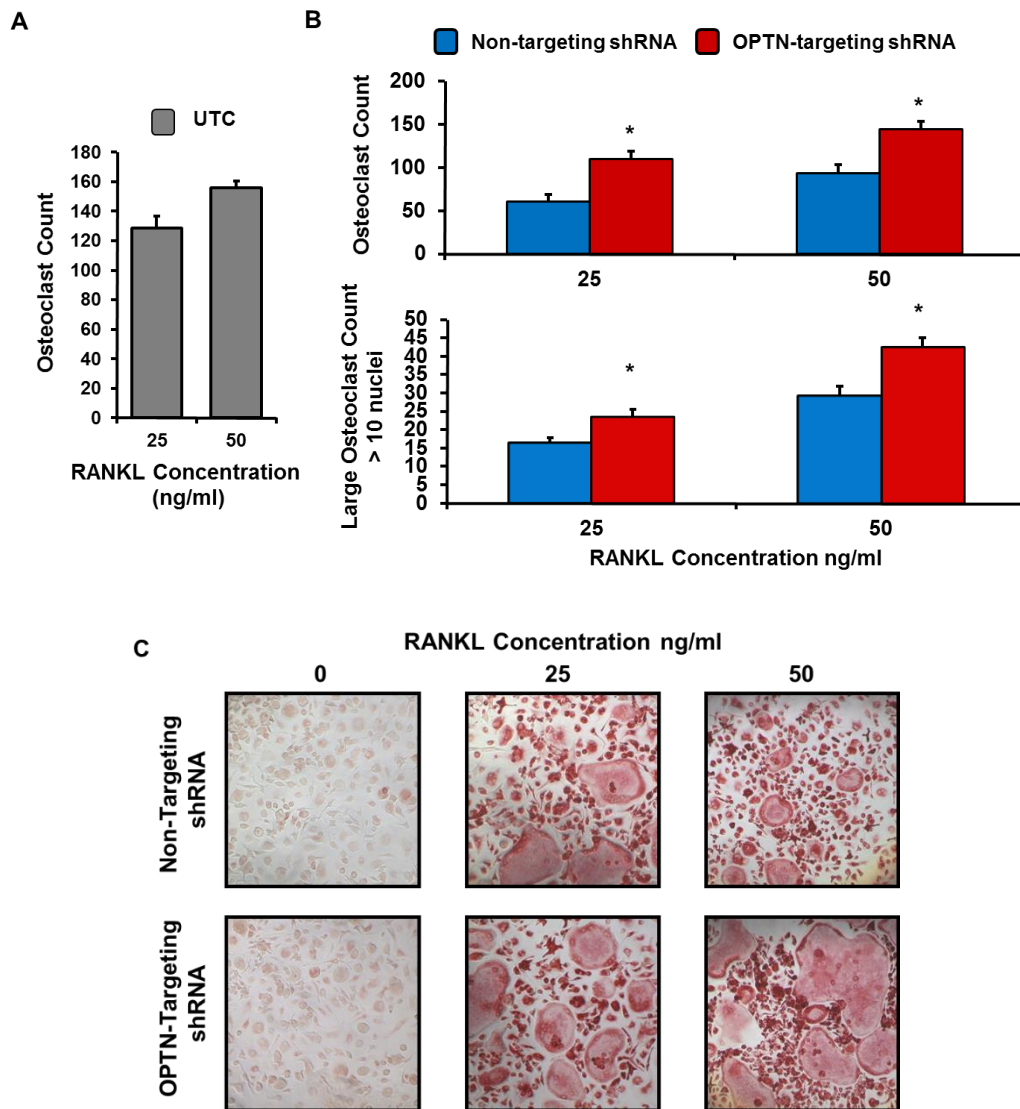 A
UTC
Osteoclast Count
180
160
140
120
100
80
60
40
20
0
25 50
RANKL Concentration
(ng/ml)
B
Non-targeting shRNA OPTN-targeting shRNA
Osteoclast Count
200
150
100
50
0
* *
25 50
Large Osteoclast Count
> 10 nuclei
50
45
40
35
30
25
20
15
10
5
0
* *
25 50
RANKL Concentration ng/ml
C
RANKL Concentration ng/ml
0 25 50
Non-Targeting
shRNA
OPTN-Targeting
shRNA